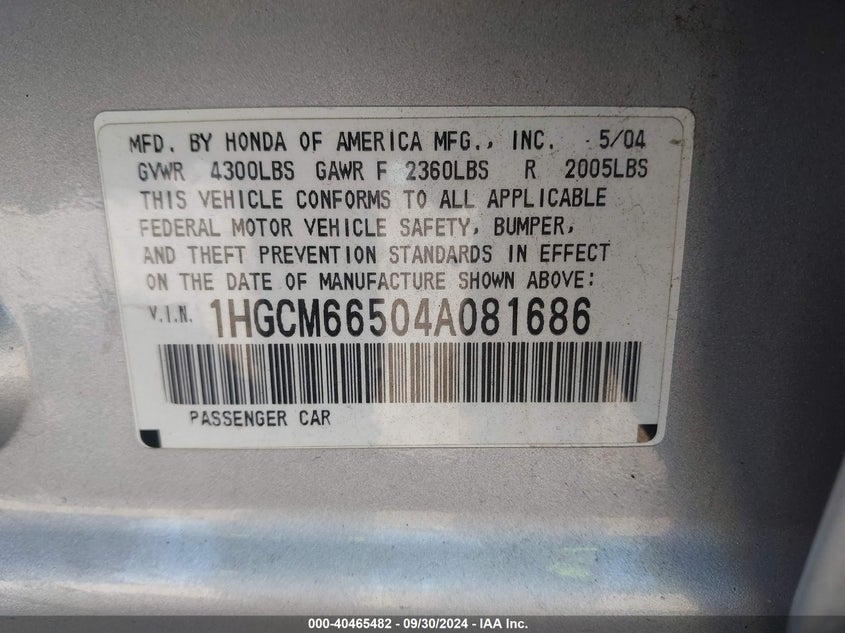 MFD. BY HONDA OF AMERICA MFG., INC. 5/04
GVWR 4300LBS GAWR F 2360LBS R 2005LBS
THIS VEHICLE CONFORMS TO ALL APPLICABLE
FEDERAL MOTOR VEHICLE SAFETY, BUMPER,
AND THEFT PREVENTION STANDARDS IN EFFECT
ON THE DATE OF MANUFACTURE SHOWN ABOVE:
V.I.N. 1HGCM66504A081686
PASSENGER CAR
000-40465482 - 09/30/2024 - IAA Inc.